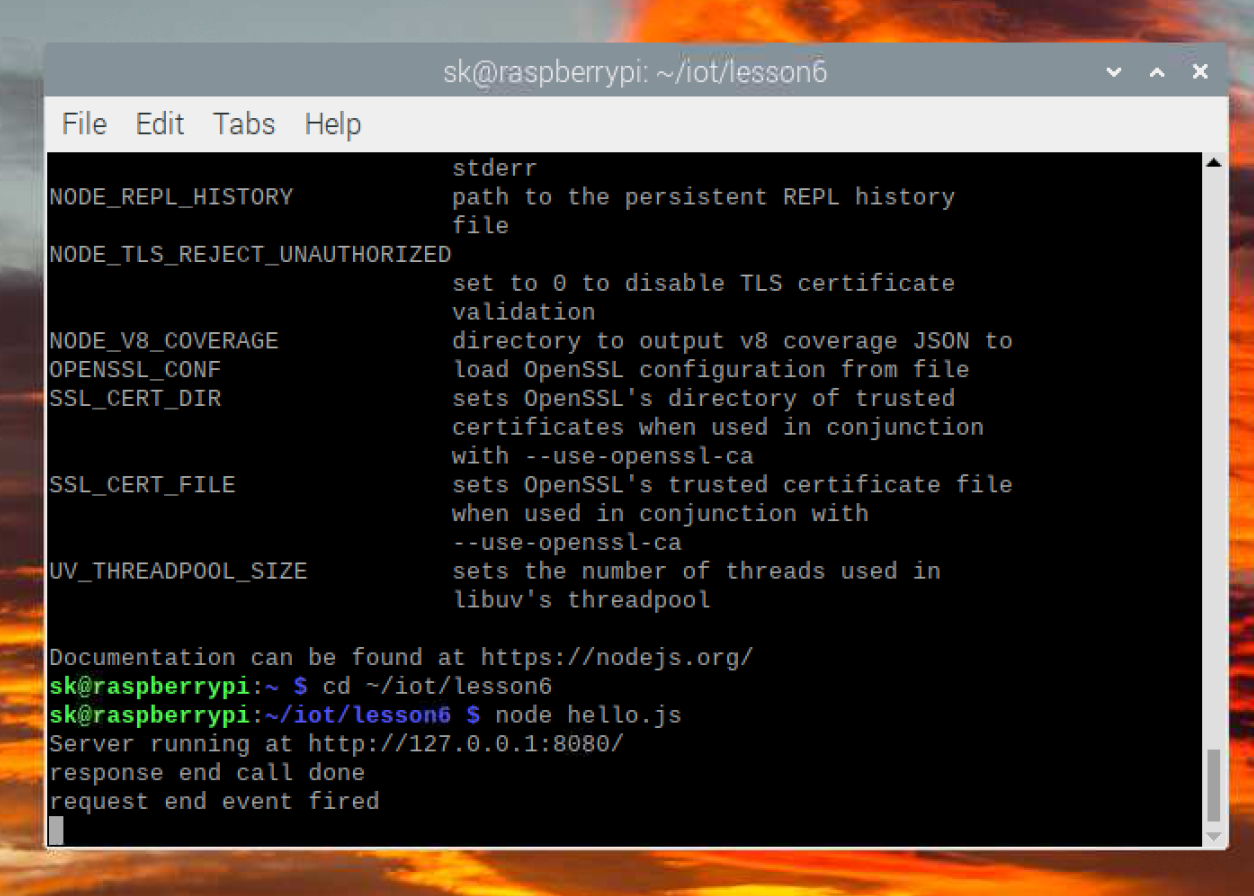 sk@raspberrypi: ~/iot/lesson6
File Edit Tabs Help
stderr
NODE_REPL_HISTORY path to the persistent REPL history
file
NODE_TLS_REJECT_UNAUTHORIZED
set to 0 to disable TLS certificate
validation
NODE_V8_COVERAGE directory to output v8 coverage JSON to
OPENSSL_CONF load OpenSSL configuration from file
SSL_CERT_DIR sets OpenSSL's directory of trusted
certificates when used in conjunction
with --use-openssl-ca
SSL_CERT_FILE sets OpenSSL's trusted certificate file
when used in conjunction with
--use-openssl-ca
UV_THREADPOOL_SIZE sets the number of threads used in
libuv's threadpool
Documentation can be found at https://nodejs.org/
sk@raspberrypi:~ $ cd ~/iot/lesson6
sk@raspberrypi:~/iot/lesson6 $ node hello.js
Server running at http://127.0.0.1:8080/
response end call done
request end event fired